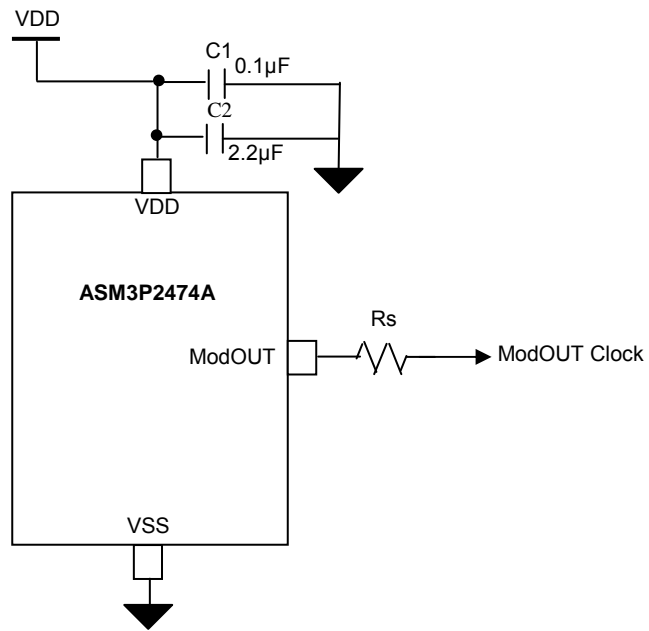 VDD
C1
0.1µF
C2
2.2µF
VDD
ASM3P2474A
Rs
ModOUT
ModOUT Clock
VSS